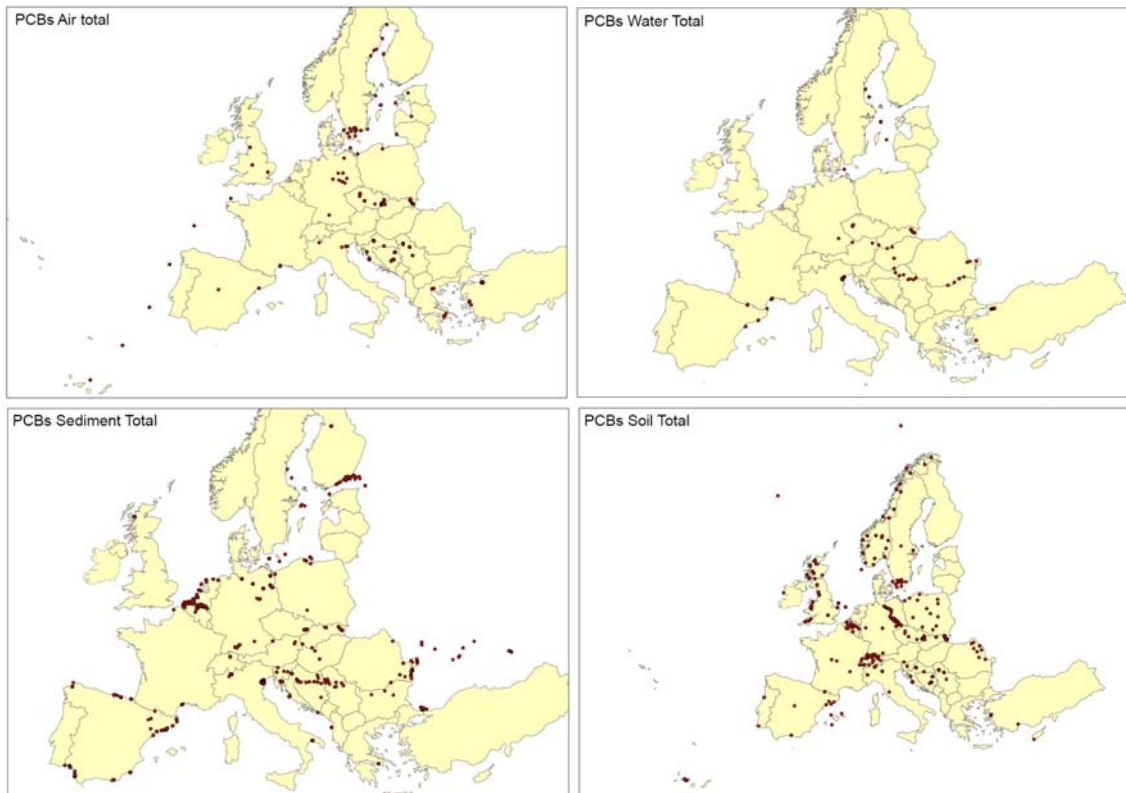 PCBs Air total
PCBs Water Total
PCBs Sediment Total
PCBs Soil Total